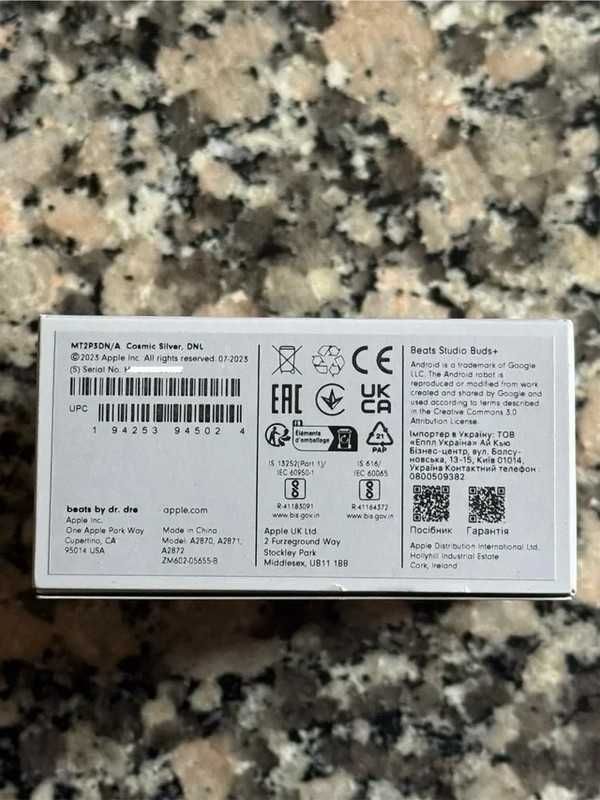 MT2P3DN/A Cosmic Silver, DNL
©2023 Apple Inc. All rights reserved. 07-2023
(S) Serial No. H
UPC
1 94253 94502 4
beats by dr. dre apple.com
Apple Inc.
One Apple Park Way
Cupertino, CA
95014 USA
Made in China
Model: A2870, A2871,
A2872
ZM602-05655-B
CE
EAC
UK
CA
FR
Éléments
d'emballage
21
PAP
IS 13252(Part 1)/
IEC 60950-1
R-41183091
www.bis.gov.in
IS 616/
IEC 60065
R-41184372
www.bis.gov.in
Apple UK Ltd
2 Furzeground Way
Stockley Park
Middlesex, UB11 1BB
Beats Studio Buds+
Android is a trademark of Google
LLC. The Android robot is
reproduced or modified from work
created and shared by Google and
used according to terms described
in the Creative Commons 3.0
Attribution License.
Імпортер в Україну: ТОВ
«Еппл Україна» Ай Кью
Бізнес-центр, вул. Болсу-
новська, 13-15, Київ 01014,
Україна Контактний телефон:
0800509382
Посібник Гарантія
Apple Distribution International Ltd.
Hollyhill Industrial Estate
Cork, Ireland